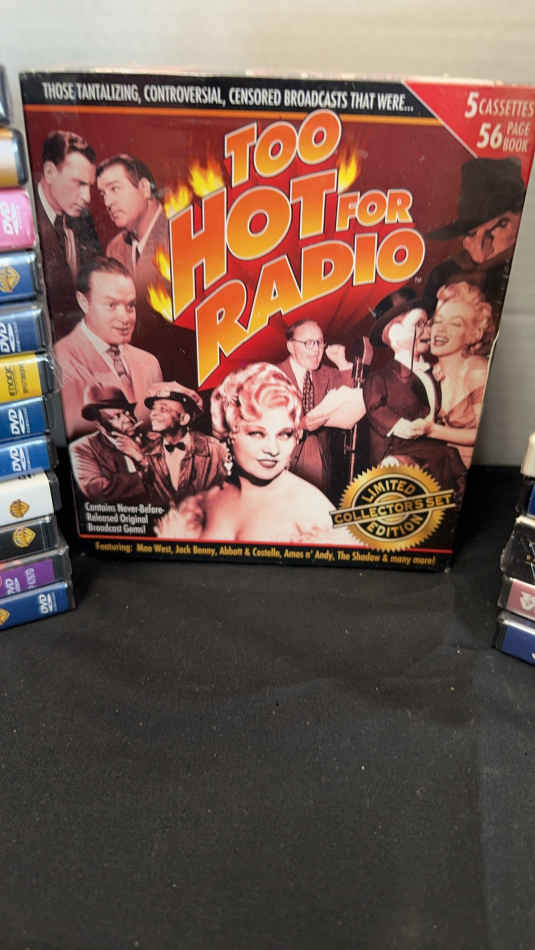 THOSE TANTALIZING, CONTROVERSIAL, CENSORED BROADCASTS THAT WERE...
5 CASSETTES
56 PAGE BOOK
TOO
HOT FOR
RADIO
Contains Never-Before-
Released Original
Broadcast Gems!
LIMITED
COLLECTOR'S SET
EDITION
Featuring: Mae West, Jack Benny, Abbott & Costello, Amos n' Andy, The Shadow & many more!
DVD
DVD
DVD
DVD
DVD
DVD